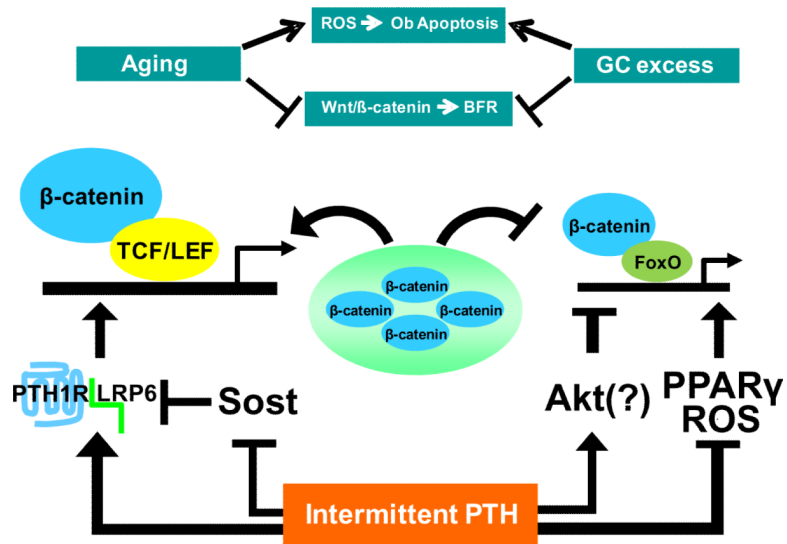 ROS → Ob Apoptosis
Aging
GC excess
Wnt/ß-catenin → BFR
β-catenin
TCF/LEF
β-catenin
FoxO
β-catenin
β-catenin
β-catenin
β-catenin
PTH1R
LRP6
Sost
Akt(?)
PPARγ
ROS
Intermittent PTH